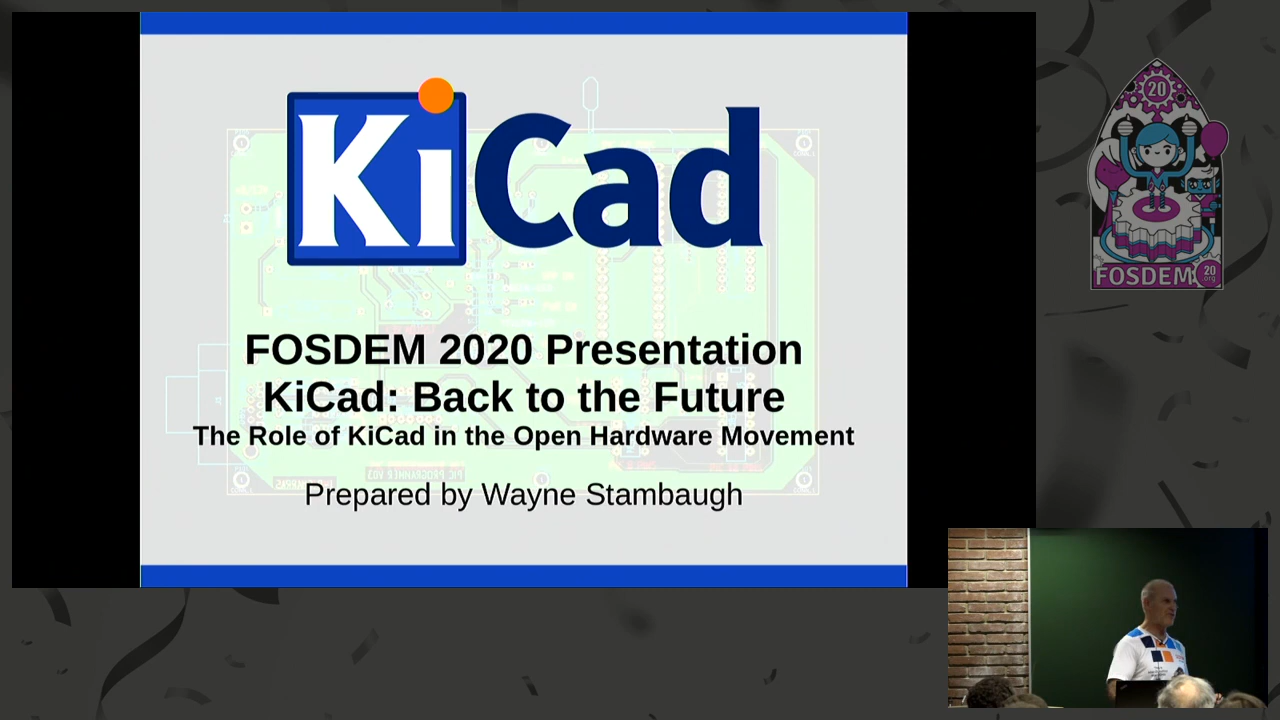 KiCad
FOSDEM 2020 Presentation
KiCad: Back to the Future
The Role of KiCad in the Open Hardware Movement
Prepared by Wayne Stambaugh
20
FOSDEM
20
org